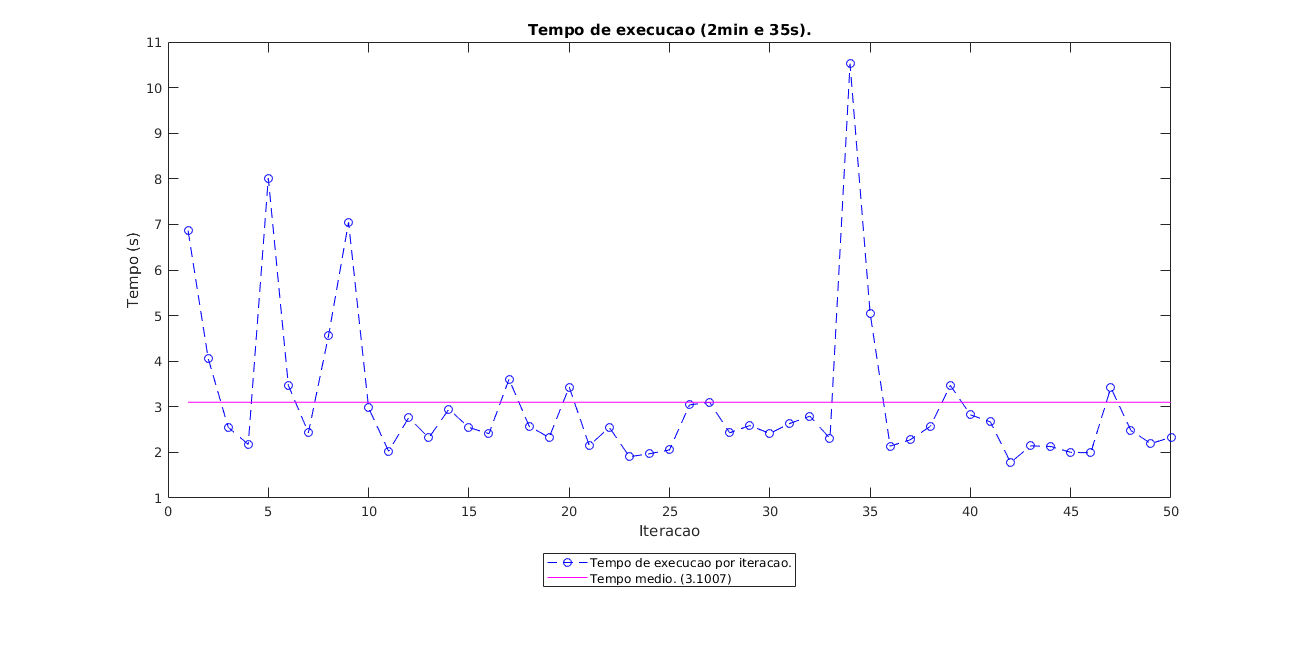 Tempo de execucao (2min e 35s).
11
10
9
8
7
6
5
4
3
2
1
Tempo (s)
0 5 10 15 20 25 30 35 40 45 50
Iteracao
Tempo de execucao por iteracao.
Tempo medio. (3.1007)